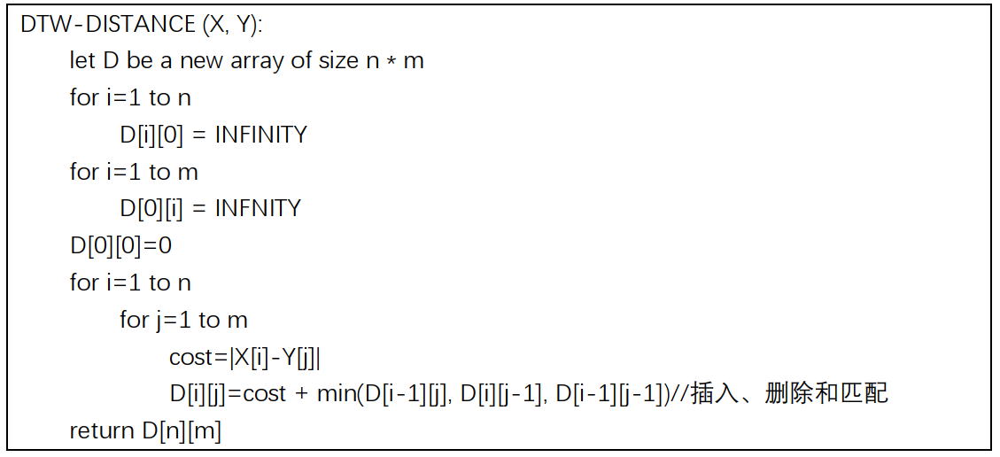 DTW-DISTANCE (X, Y):
let D be a new array of size n * m
for i=1 to n
D[i][0] = INFINITY
for i=1 to m
D[0][i] = INFNITY
D[0][0]=0
for i=1 to n
for j=1 to m
cost=|X[i]-Y[j]|
D[i][j]=cost + min(D[i-1][j], D[i][j-1], D[i-1][j-1])//插入、删除和匹配
return D[n][m]